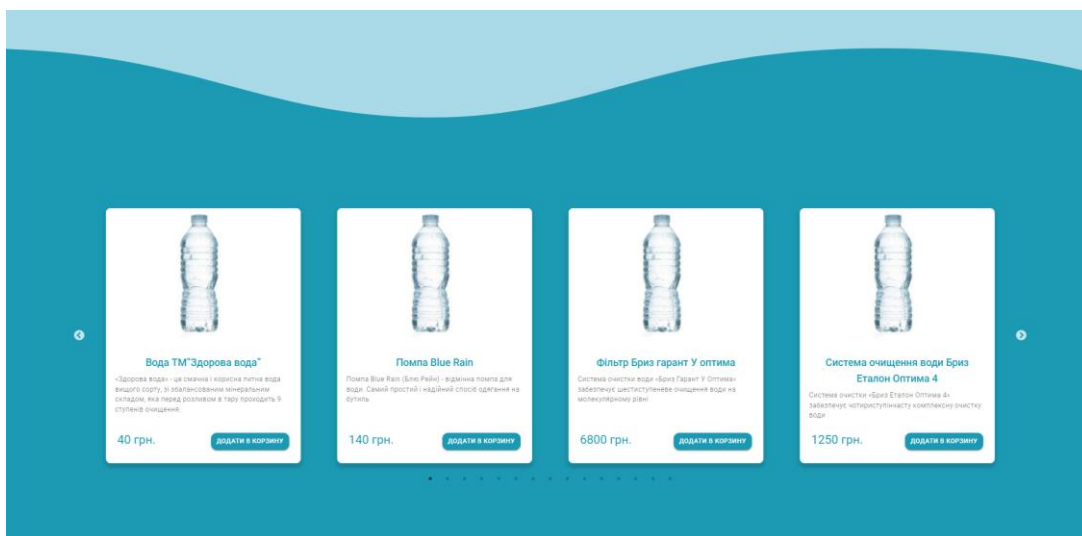 Вода ТМ"Здорова вода"
«Здорова вода» - це смачна і корисна питна вода
вищого сорту, зі збалансованим мінеральним
складом, яка перед розливом в тару проходить 9
ступенів очищення.
40 грн.
ДОДАТИ В КОРЗИНУ
Помпа Blue Rain
Помпа Blue Rain (Блю Рейн) - відмінна помпа для
води. Самий простий і надійний спосіб одягання на
бутиль
140 грн.
ДОДАТИ В КОРЗИНУ
Фільтр Бриз гарант У оптима
Система очистки води «Бриз Гарант У Оптима»
забезпечує шестиступеневе очищення води на
молекулярному рівні
6800 грн.
ДОДАТИ В КОРЗИНУ
Система очищення води Бриз
Еталон Оптима 4
Система очистки «Бриз Еталон Оптима 4»
забезпечує чотириступінчасту комплексну очистку
води
1250 грн.
ДОДАТИ В КОРЗИНУ